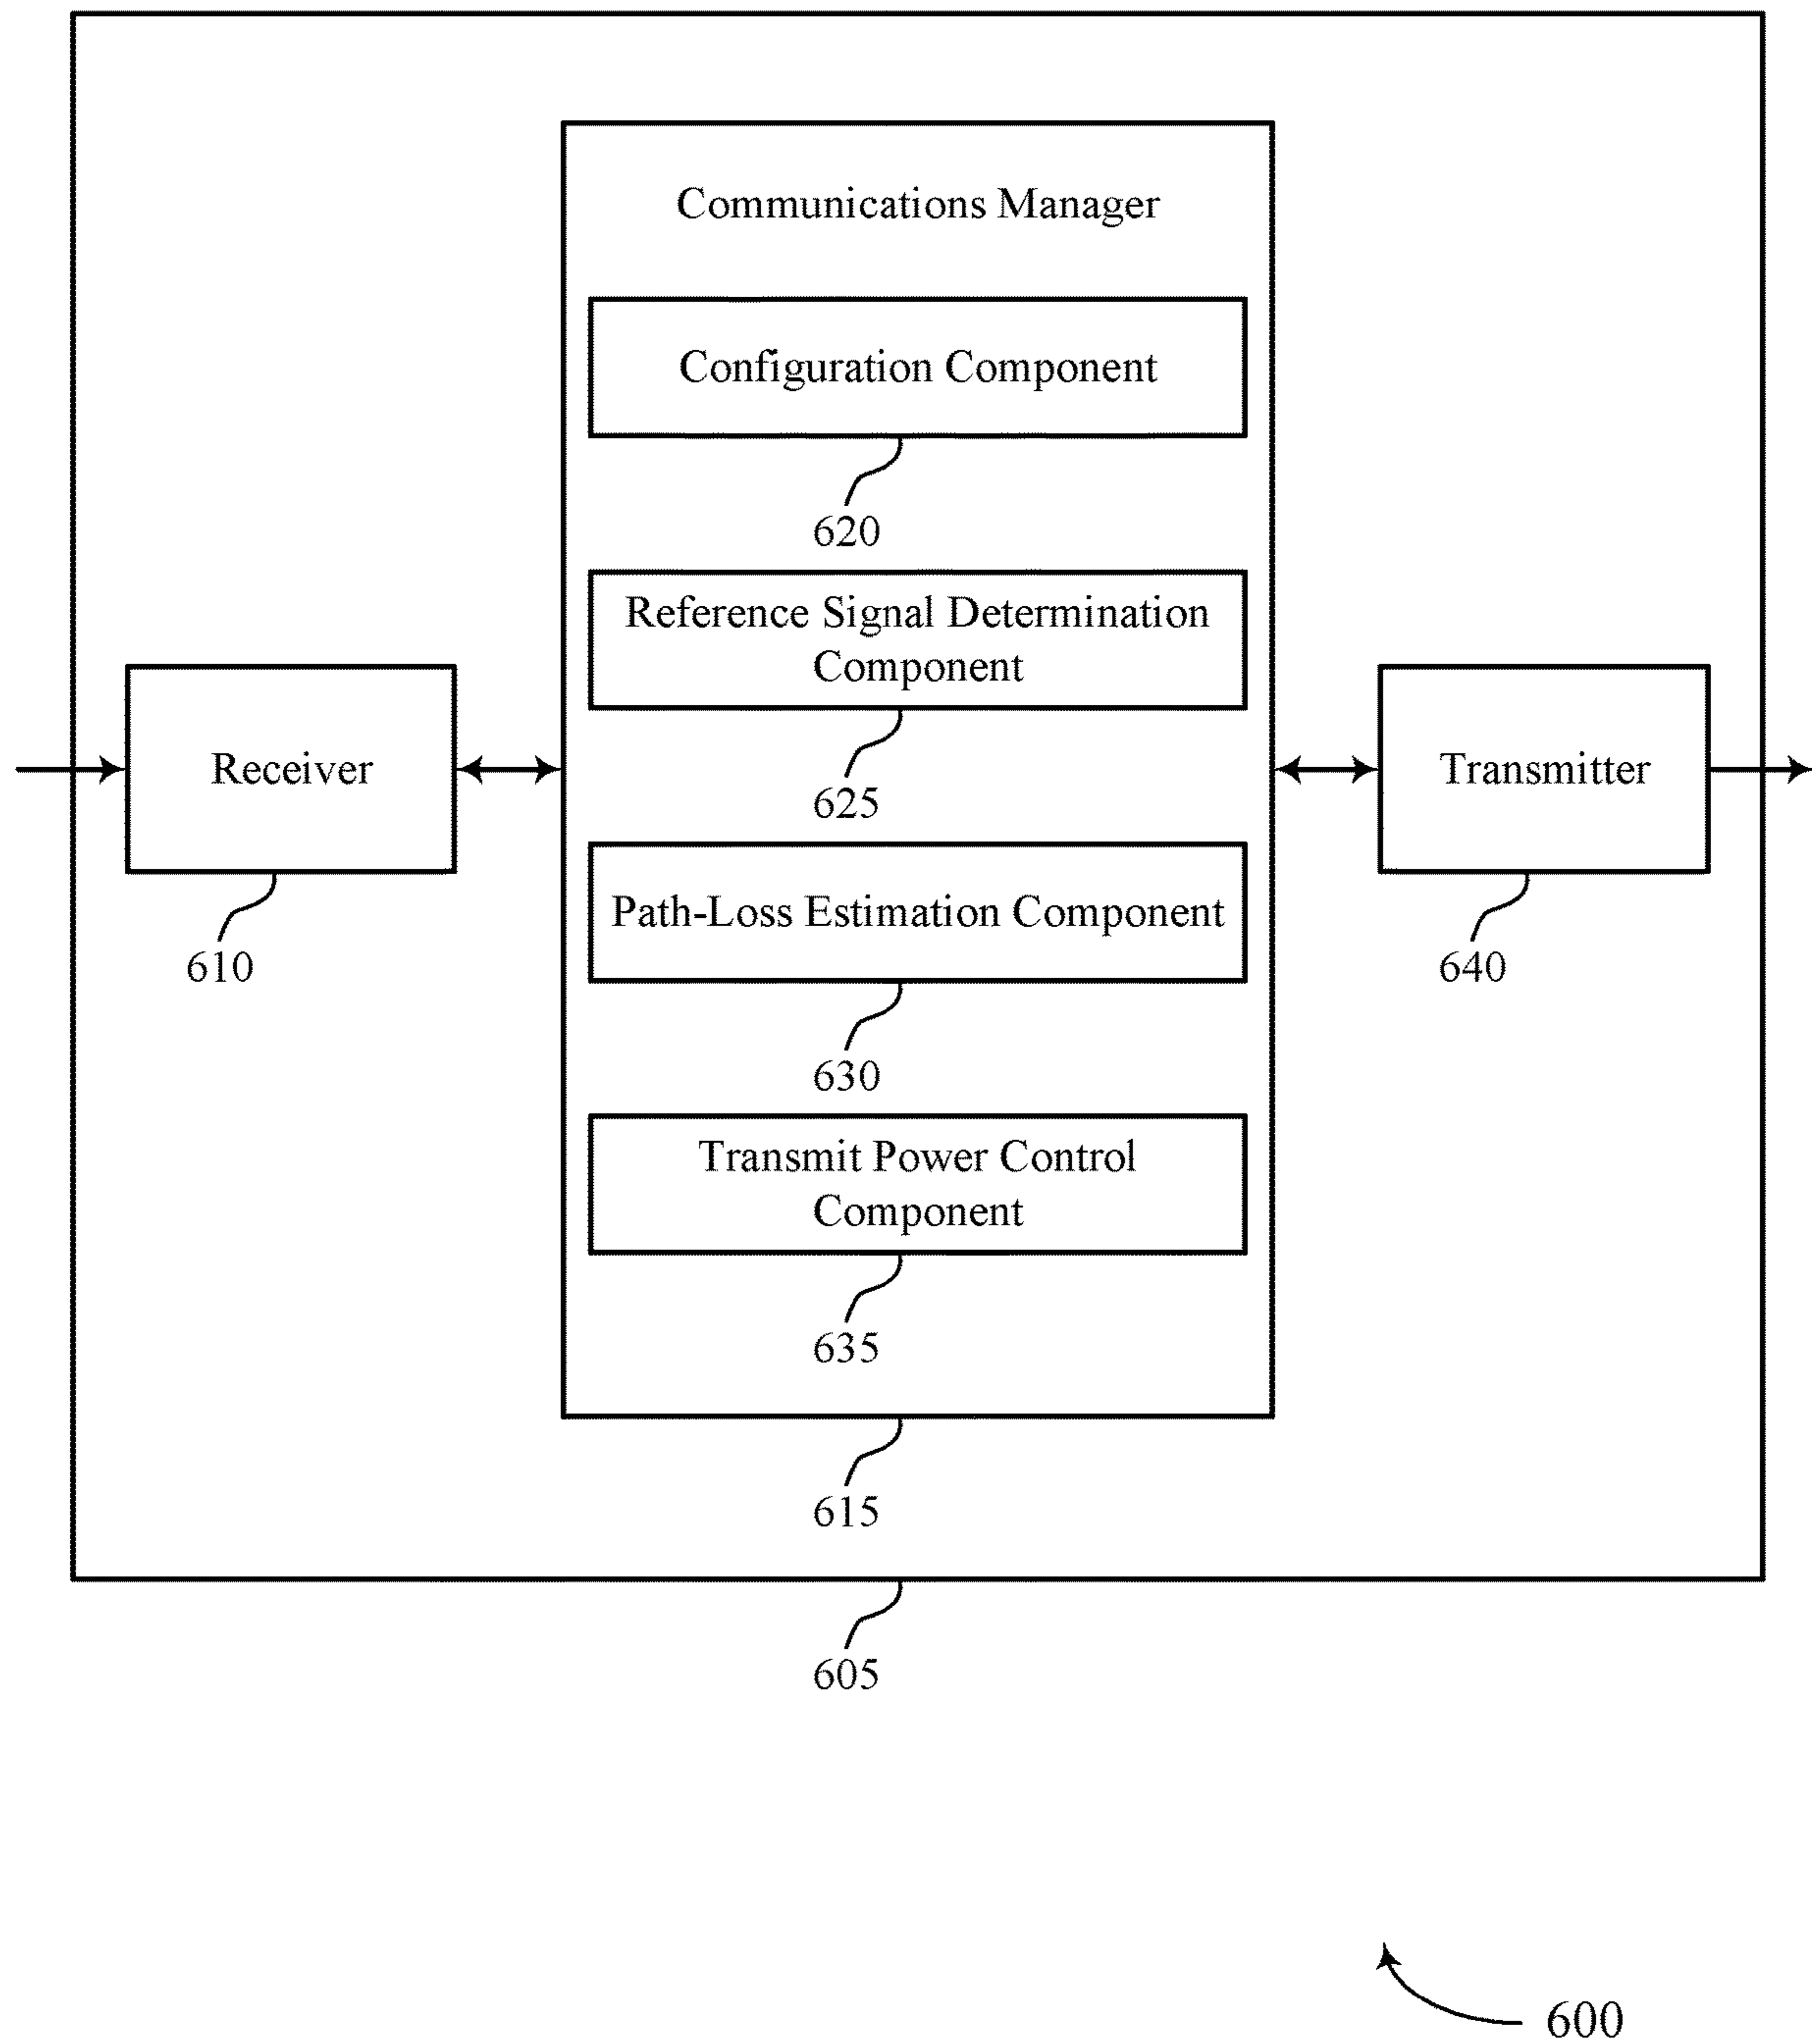 Communications Manager
Configuration Component
620
Reference Signal Determination
Component
625
Receiver
610
Transmitter
640
Path-Loss Estimation Component
630
Transmit Power Control
Component
635
615
605
600